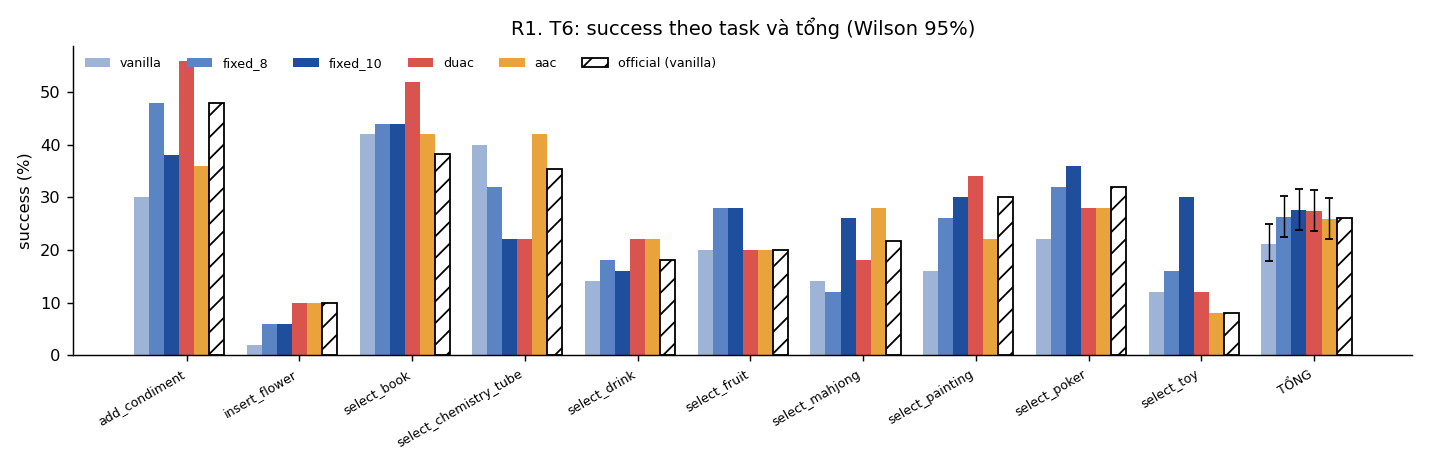 R1. T6: success theo task và tổng (Wilson 95%)
vanilla fixed_8 fixed_10 duac aac official (vanilla)
success (%)
50
40
30
20
10
0
add_condiment insert_flower select_book select_chemistry_tube select_drink select_fruit select_mahjong select_painting select_poker select_toy TỔNG